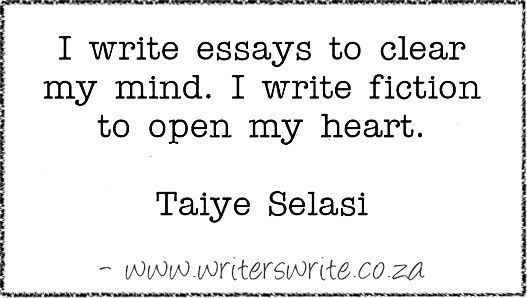 I write essays to clear
my mind. I write fiction
to open my heart.
Taiye Selasi
- www.writerswrite.co.za